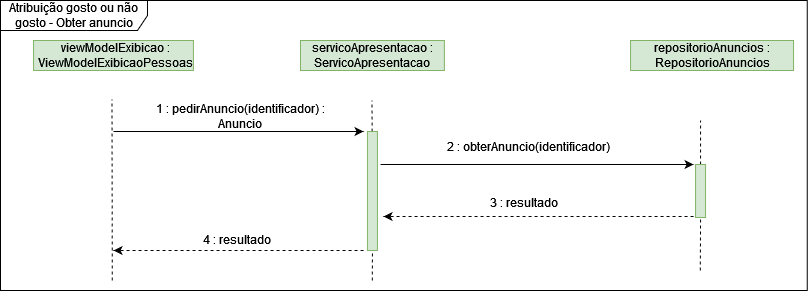 Atribuição gosto ou não
gosto - Obter anuncio
viewModelExibicao :
ViewModelExibicaoPessoas
servicoApresentacao :
ServicoApresentacao
repositorioAnuncios :
RepositorioAnuncios
1 : pedirAnuncio(identificador) :
Anuncio
2 : obterAnuncio(identificador)
3 : resultado
4 : resultado